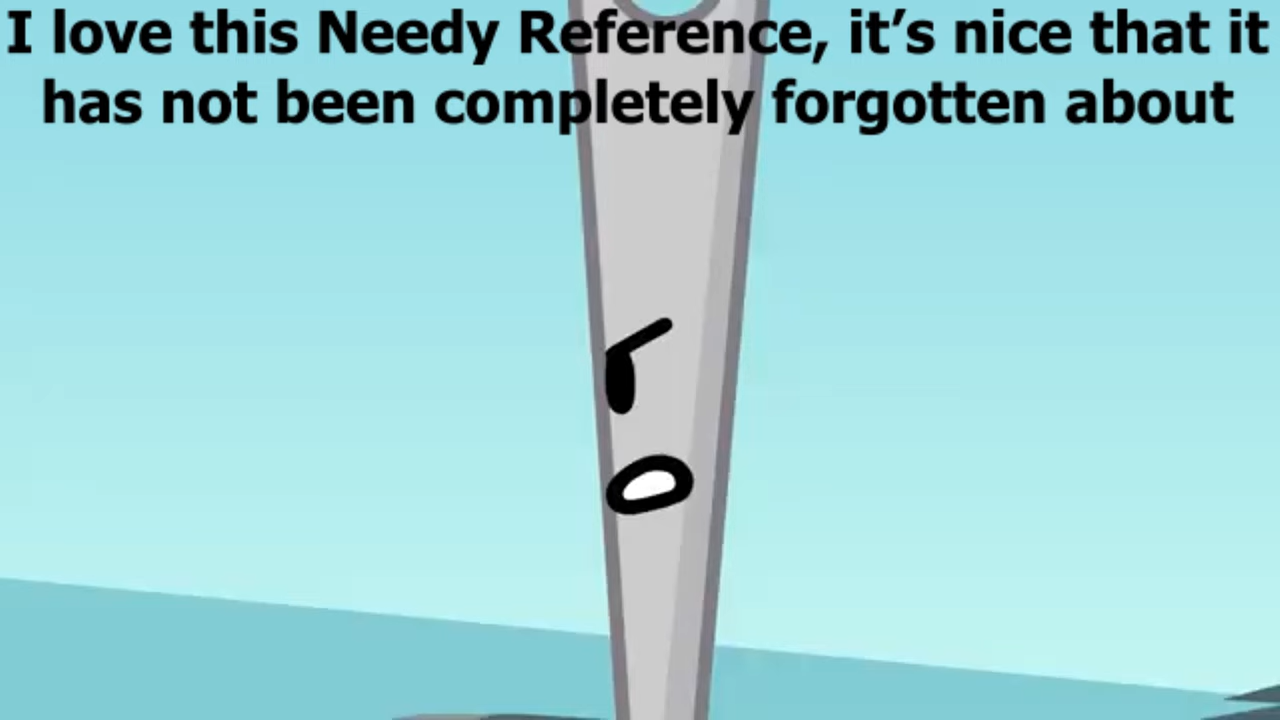 I love this Needy Reference, it’s nice that it
has not been completely forgotten about